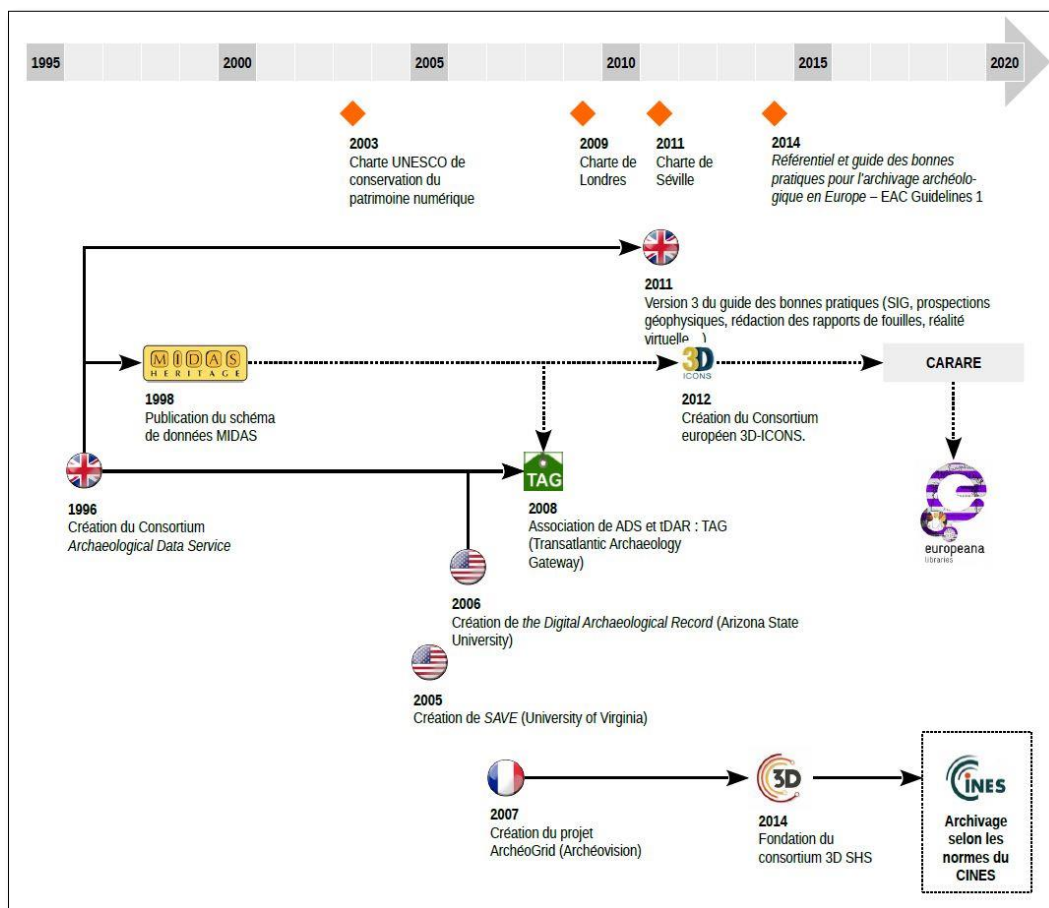 1995 2000 2005 2010 2015 2020
2003
Charte UNESCO de
conservation du
patrimoine numérique
2009
Charte de
Londres
2011
Charte de
Séville
2014
Référentiel et guide des bonnes
pratiques pour l'archivage archéolo-
gique en Europe – EAC Guidelines 1
2011
Version 3 du guide des bonnes pratiques (SIG, prospections
géophysiques, rédaction des rapports de fouilles, réalité
virtuelle...)
MIDAS
HERITAGE
1998
Publication du schéma
de données MIDAS
3D
ICONS
2012
Création du Consortium
européen 3D-ICONS.
CARARE
europeana
libraries
1996
Création du Consortium
Archaeological Data Service
TAG
2008
Association de ADS et tDAR : TAG
(Transatlantic Archaeology
Gateway)
2006
Création de the Digital Archaeological Record (Arizona State
University)
2005
Création de SAVE (University of Virginia)
2007
Création du projet
ArchéoGrid (Archéovision)
3D
2014
Fondation du
consortium 3D SHS
CINES
Archivage
selon les
normes du
CINES